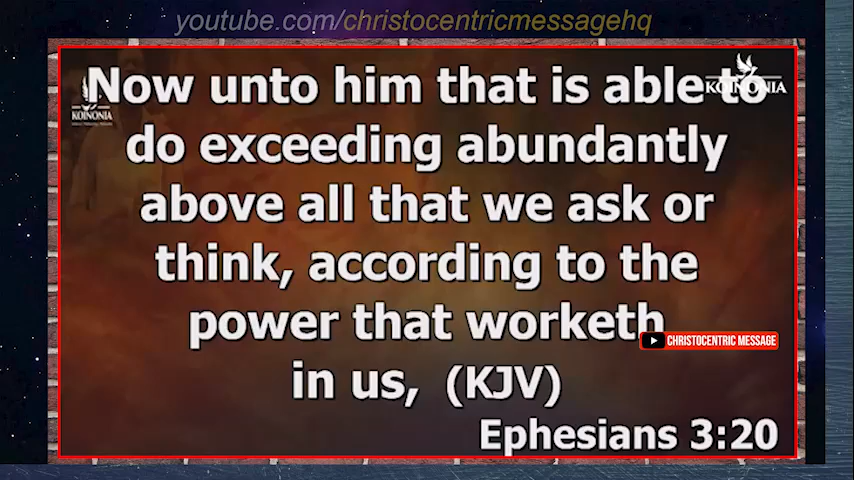 youtube.com/christocentricmessagehq
Now unto him that is able to
KOINONIA
KOINONIA
do exceeding abundantly
above all that we ask or
think, according to the
power that worketh
CHRISTOCENTRIC MESSAGE
in us, (KJV)
Ephesians 3:20